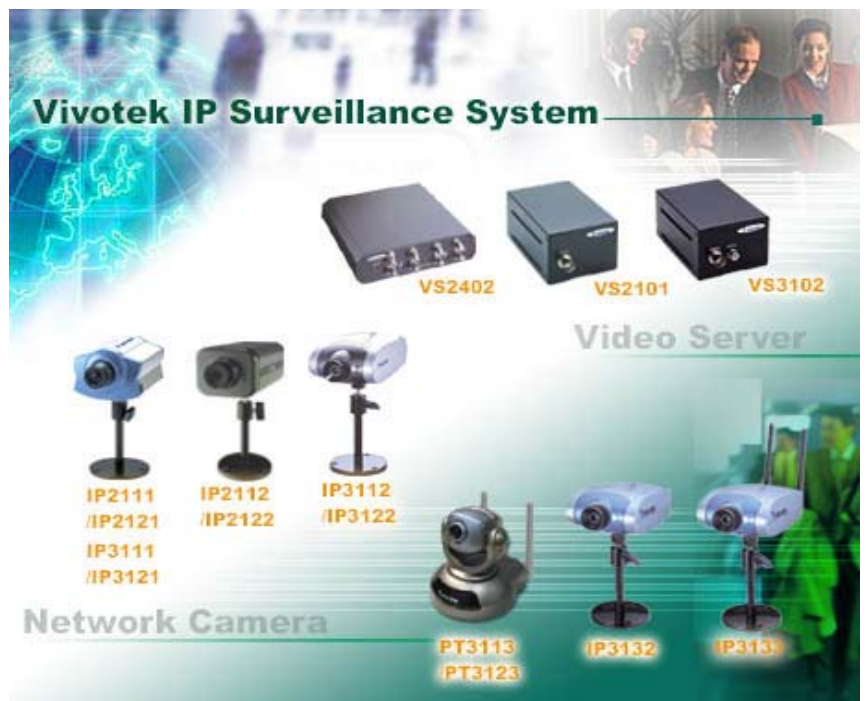 Vivotek IP Surveillance System
VS2402
VS2101
VS3102
Video Server
IP2111
/IP2121
IP3111
/IP3121
IP2112
/IP2122
IP3112
/IP3122
Network Camera
PT3113
/PT3123
IP3132
IP3133